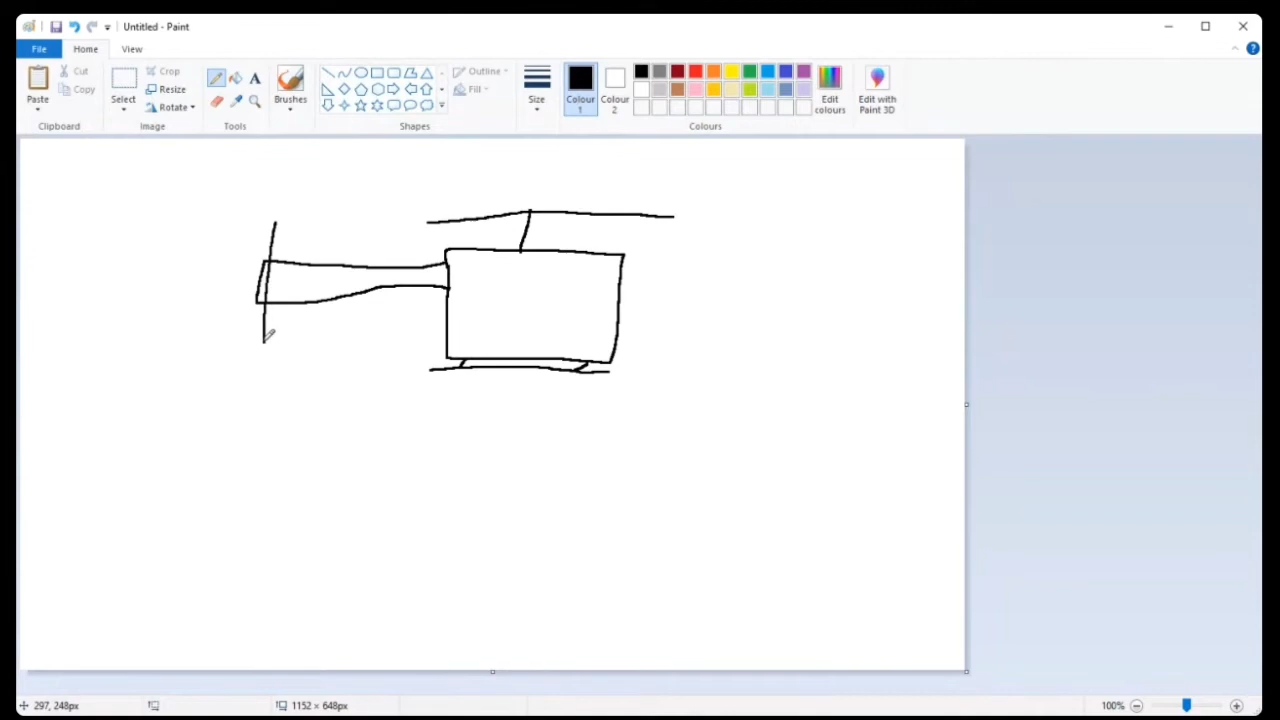 Untitled - Paint
File Home View
Paste
Cut
Copy
Clipboard
Select
Crop
Resize
Rotate
Image
A
Tools
Brushes
Outline
Fill
Shapes
Size
Colour 1
Colour 2
Edit colours
Colours
Edit with Paint 3D
?
297, 248px
1152 × 648px
100%